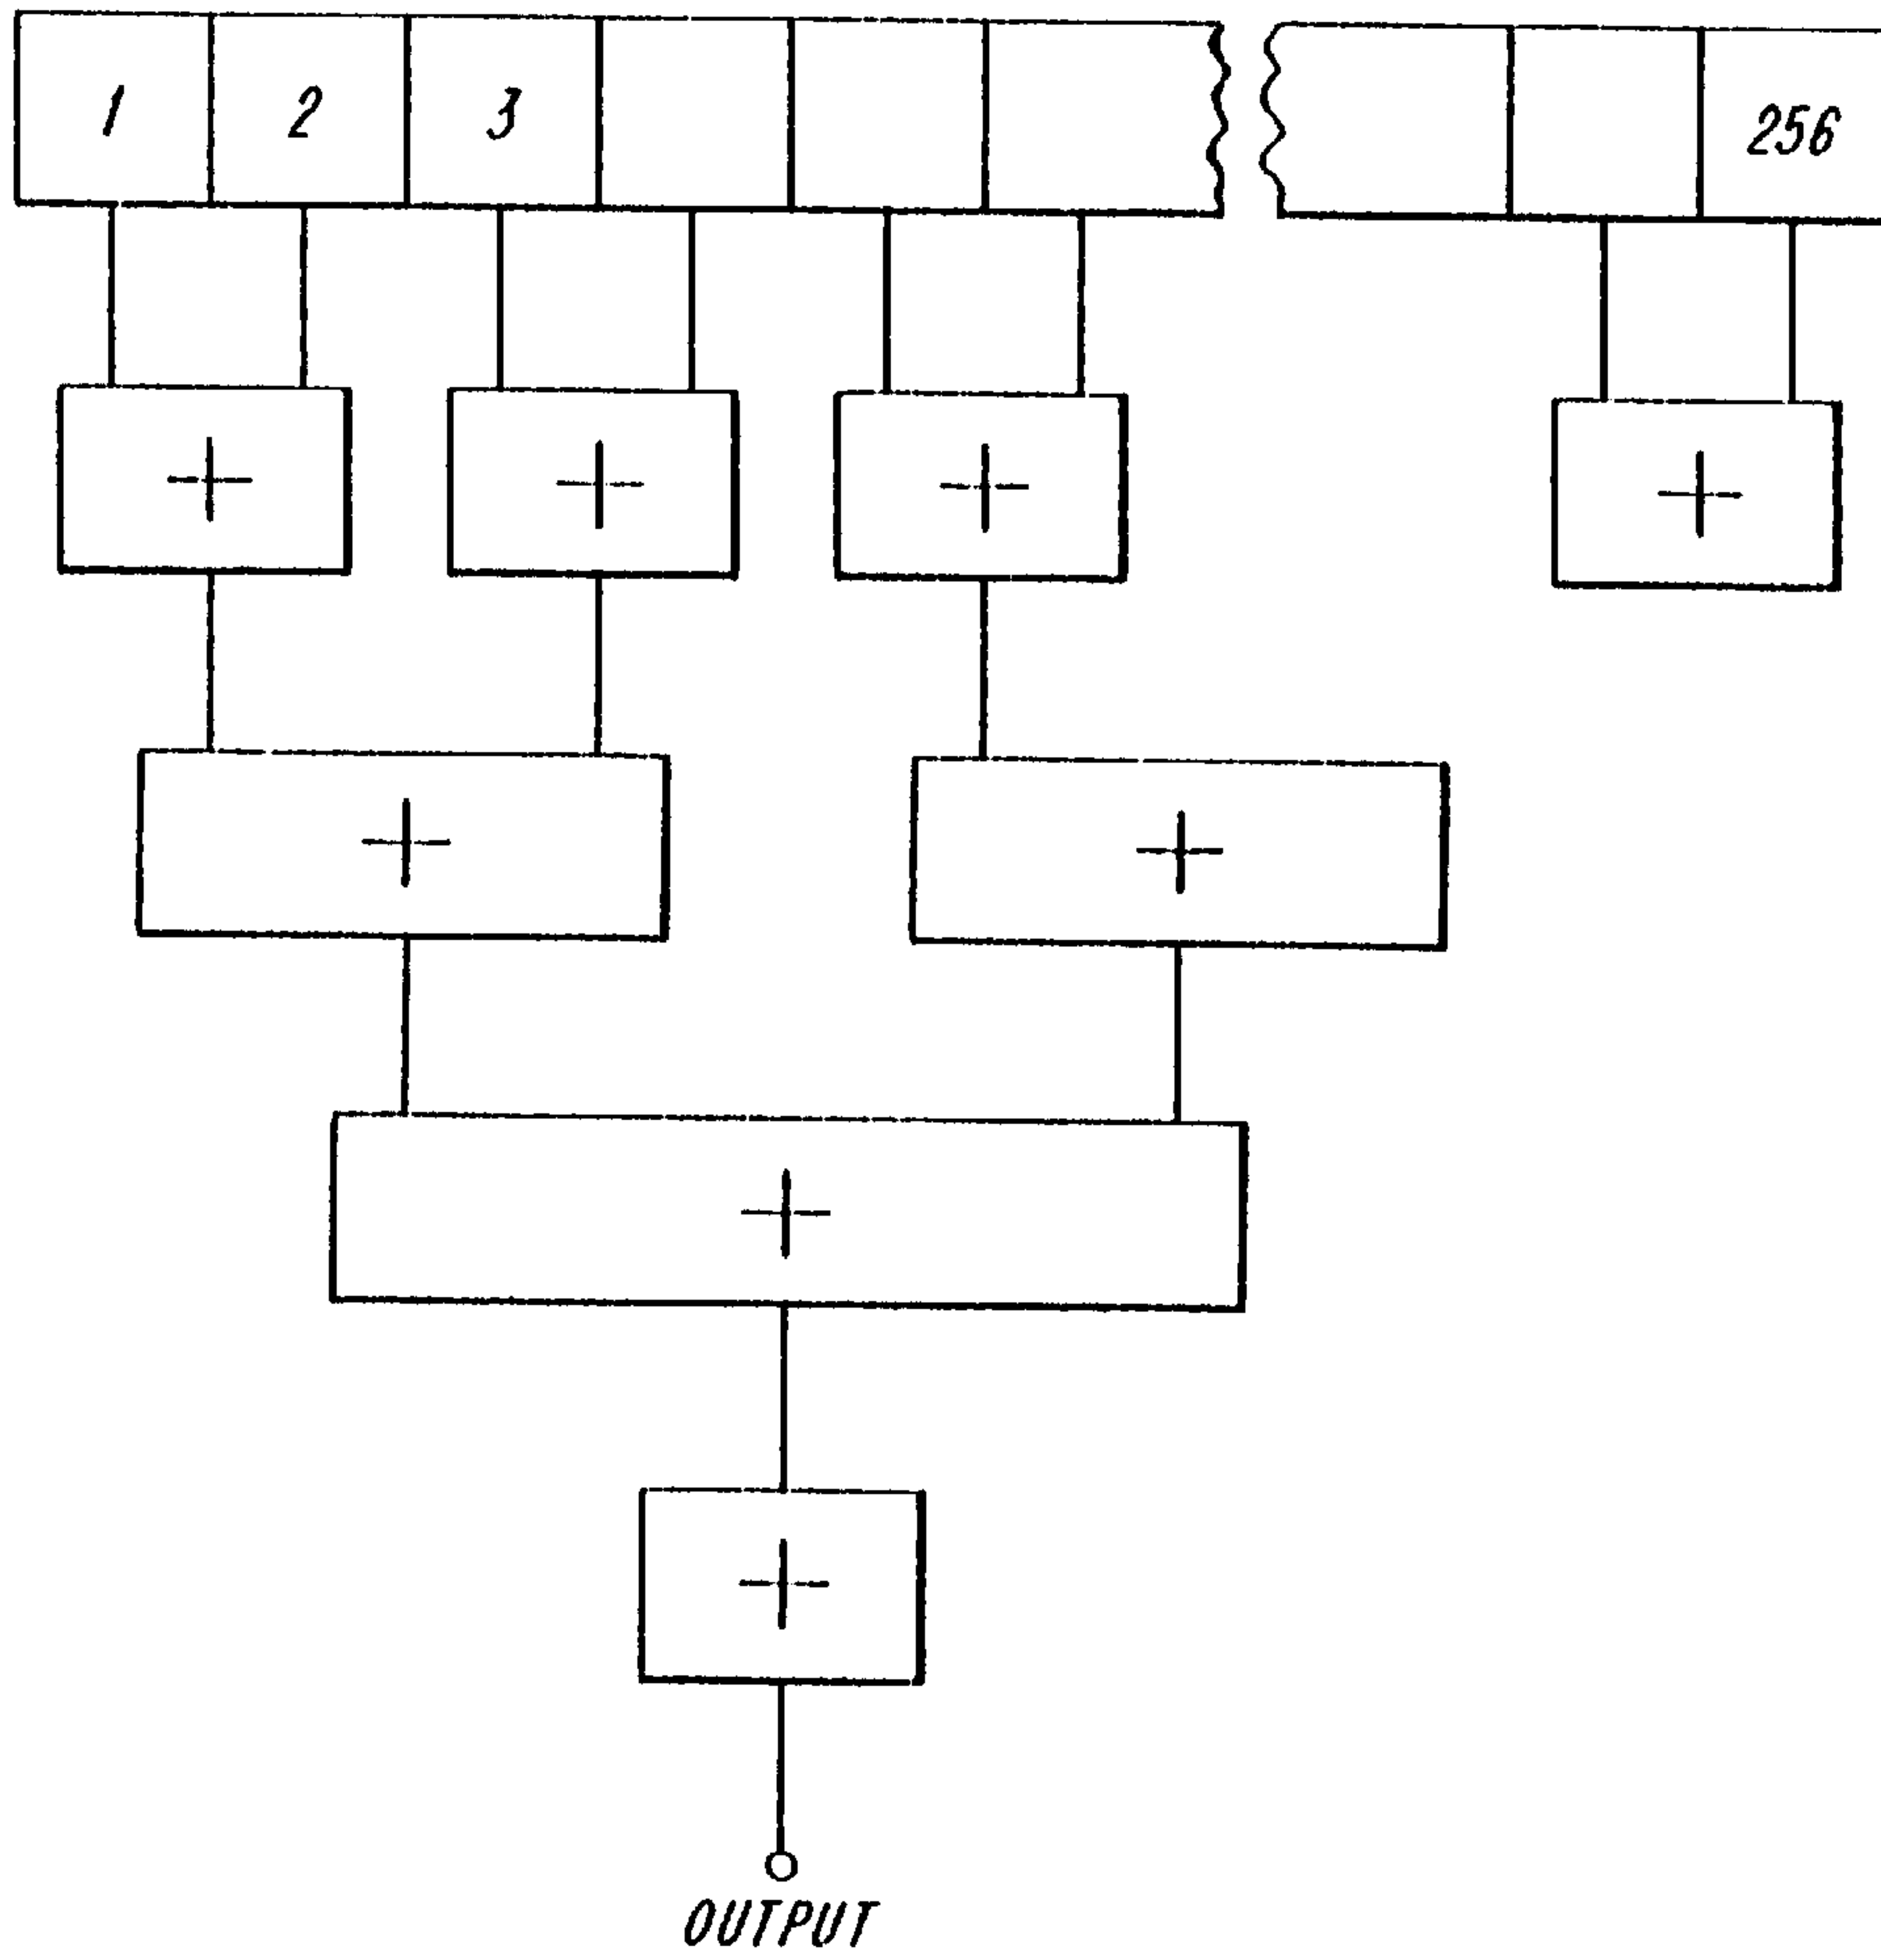 1 2 3 256
+ + + +
+ +
+
+
OUTPUT